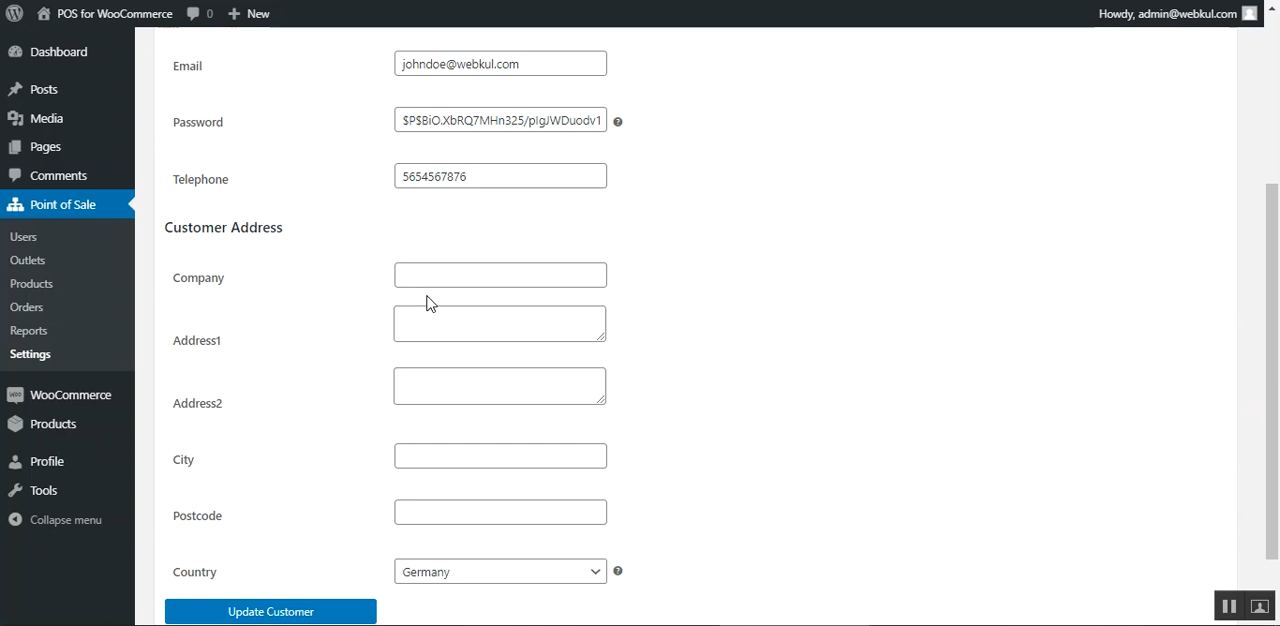 POS for WooCommerce 0 New Howdy, admin@webkul.com
Dashboard
Posts
Media
Pages
Comments
Point of Sale
Users
Outlets
Products
Orders
Reports
Settings
WooCommerce
Products
Profile
Tools
Collapse menu
Email johndoe@webkul.com
Password $P$BiO.XbRQ7MHn325/plgJWDuodv1
Telephone 5654567876
Customer Address
Company
Address1
Address2
City
Postcode
Country Germany
Update Customer